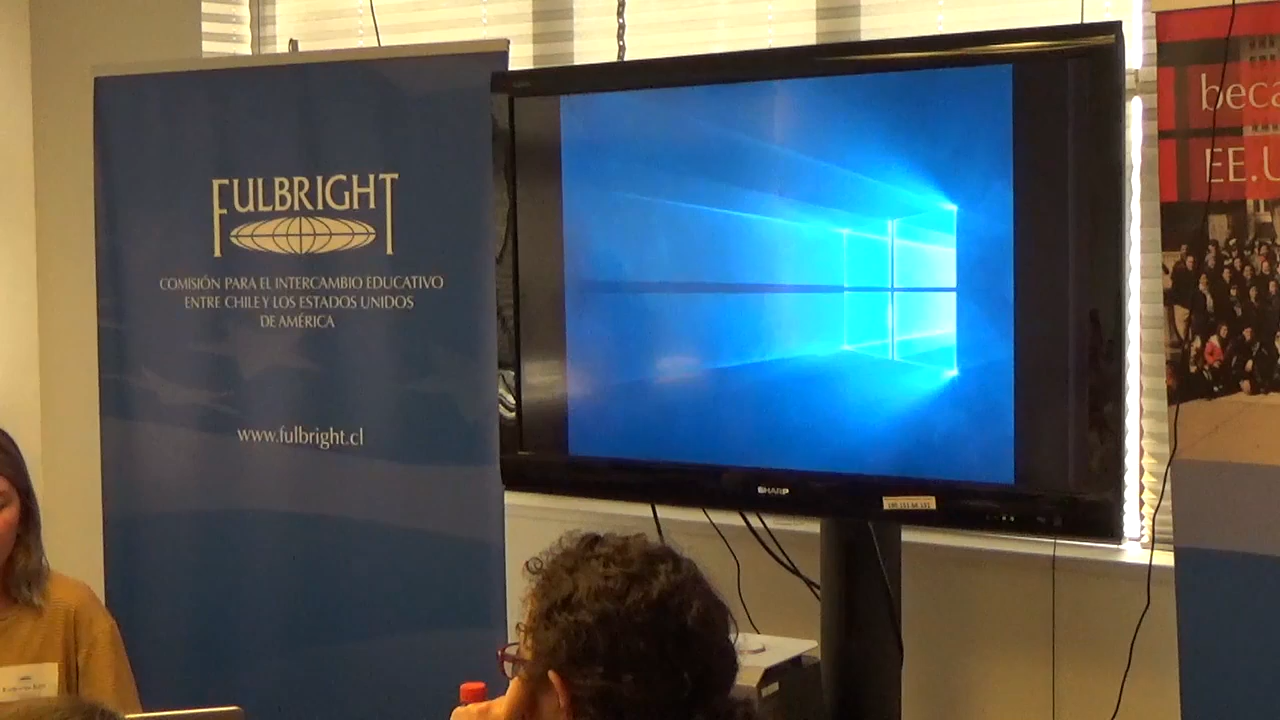 FULBRIGHT
COMISIÓN PARA EL INTERCAMBIO EDUCATIVO
ENTRE CHILE Y LOS ESTADOS UNIDOS
DE AMÉRICA
www.fulbright.cl
SHARP
beca
EE.U